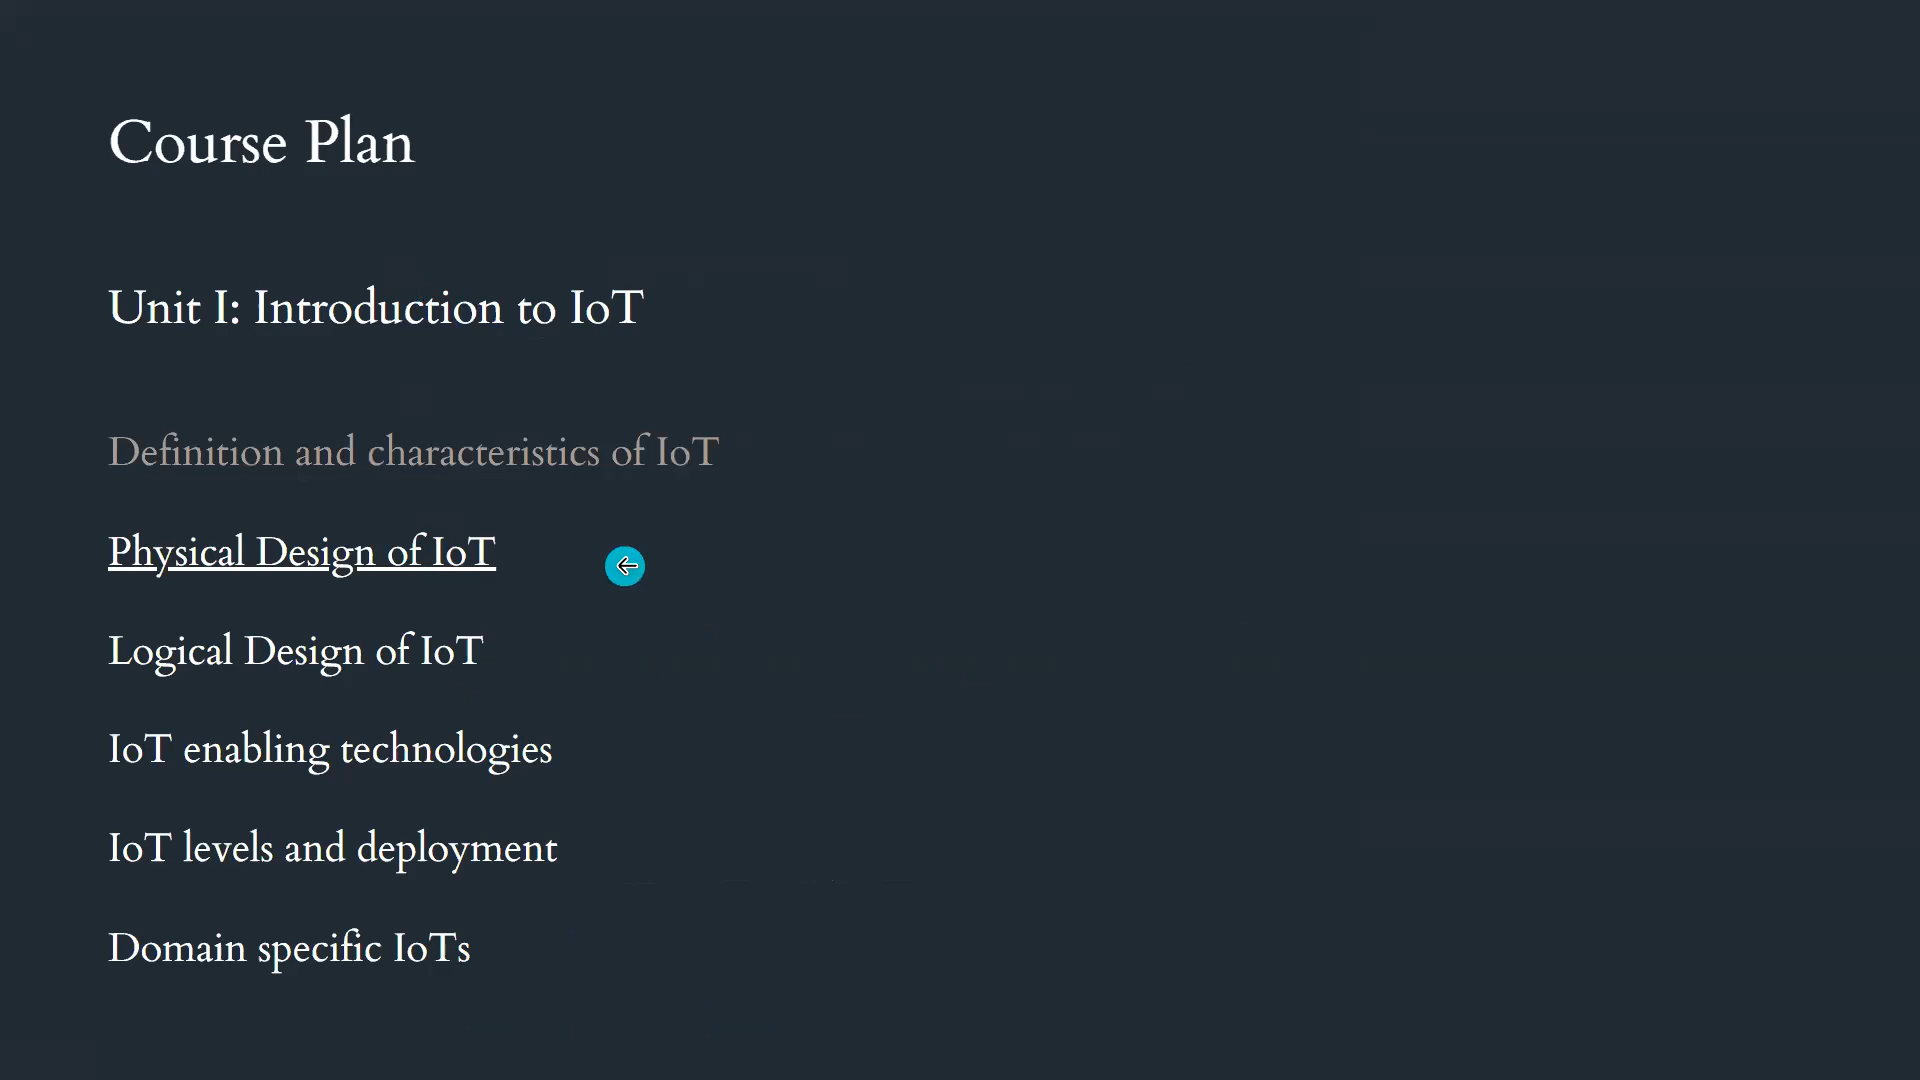 Course Plan
Unit I: Introduction to IoT
Definition and characteristics of IoT
Physical Design of IoT
Logical Design of IoT
IoT enabling technologies
IoT levels and deployment
Domain specific IoTs